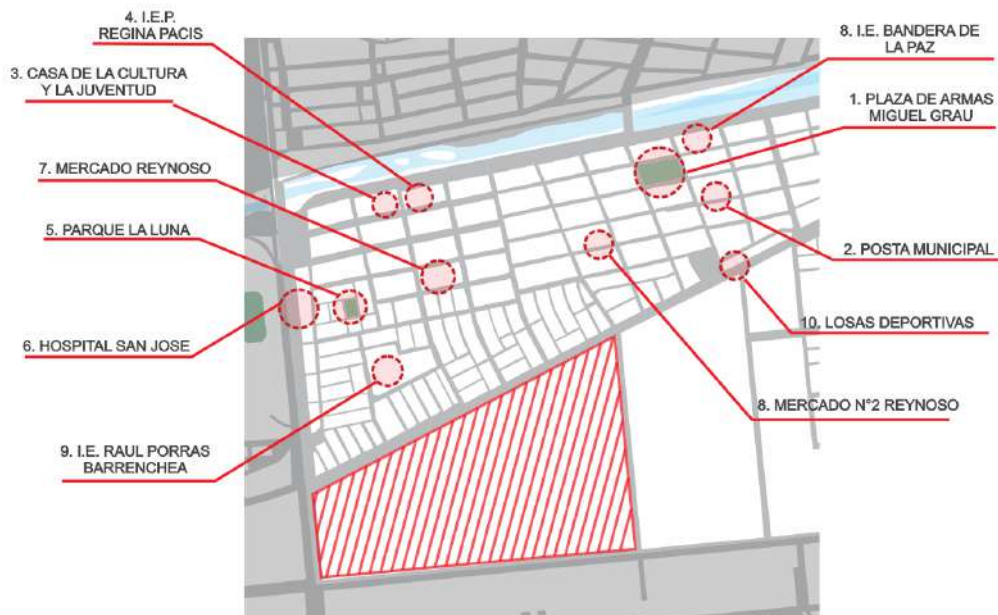 4. I.E.P.
REGINA PACIS
3. CASA DE LA CULTURA
Y LA JUVENTUD
7. MERCADO REYNOSO
5. PARQUE LA LUNA
6. HOSPITAL SAN JOSE
9. I.E. RAUL PORRAS
BARRENCHEA
8. I.E. BANDERA DE
LA PAZ
1. PLAZA DE ARMAS
MIGUEL GRAU
2. POSTA MUNICIPAL
10. LOSAS DEPORTIVAS
8. MERCADO N°2 REYNOSO